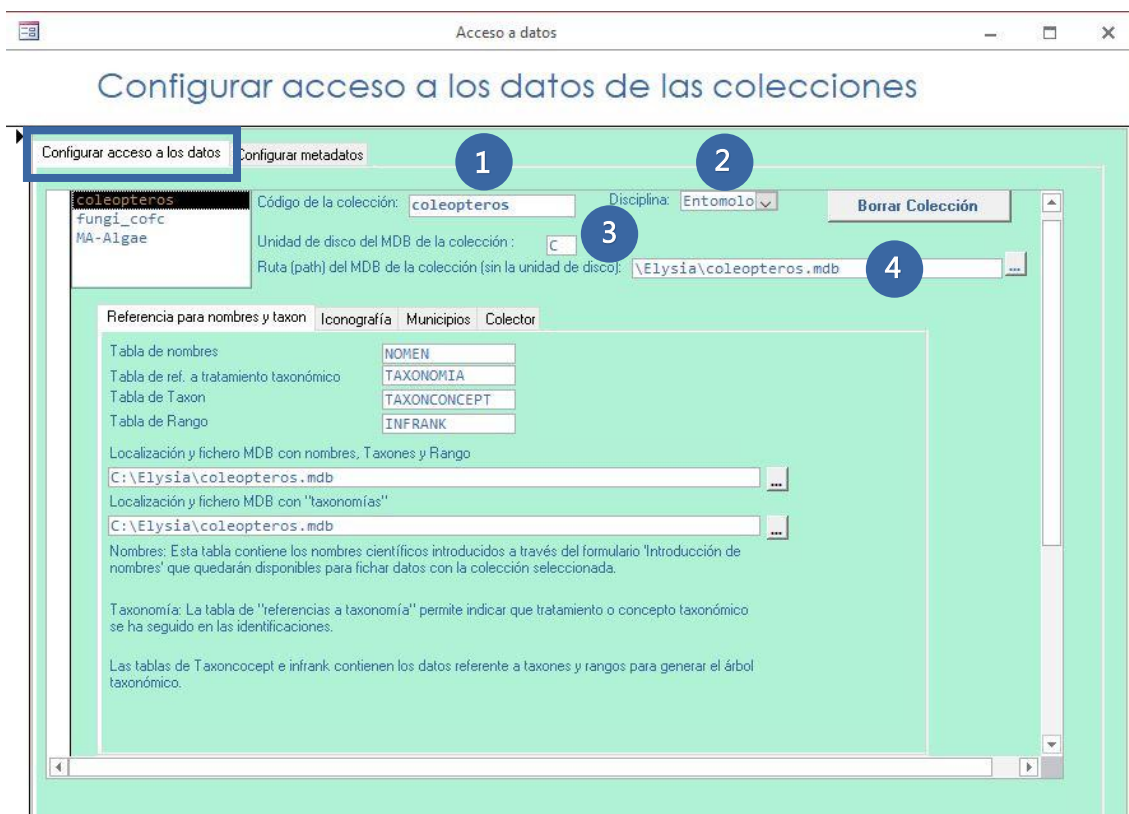 Acceso a datos
Configurar acceso a los datos de las colecciones
Configurar acceso a los datos
Configurar metadatos
1
2
coleopteros
fungi_cofc
MA-Algae
Código de la colección: coleopteros
Disciplina: Entomolo
Borrar Colección
3
Unidad de disco del MDB de la colección : C
4
Ruta (path) del MDB de la colección (sin la unidad de disco): \Elysia\coleopteros.mdb ...
Referencia para nombres y taxon Iconografía Municipios Colector
Tabla de nombres NOMEN
Tabla de ref. a tratamiento taxonómico TAXONOMIA
Tabla de Taxon TAXONCONCEPT
Tabla de Rango INFRANK
Localización y fichero MDB con nombres, Taxones y Rango
C:\Elysia\coleopteros.mdb ...
Localización y fichero MDB con "taxonomías"
C:\Elysia\coleopteros.mdb ...
Nombres: Esta tabla contiene los nombres científicos introducidos a través del formulario 'Introducción de
nombres' que quedarán disponibles para fichar datos con la colección seleccionada.
Taxonomía: La tabla de "referencias a taxonomía" permite indicar que tratamiento o concepto taxonómico
se ha seguido en las identificaciones.
Las tablas de Taxoncocept e infrank contienen los datos referente a taxones y rangos para generar el árbol
taxonómico.